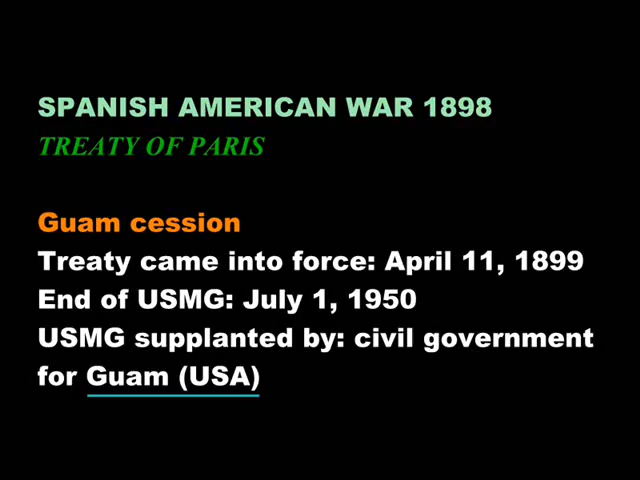 SPANISH AMERICAN WAR 1898
TREATY OF PARIS
Guam cession
Treaty came into force: April 11, 1899
End of USMG: July 1, 1950
USMG supplanted by: civil government
for Guam (USA)